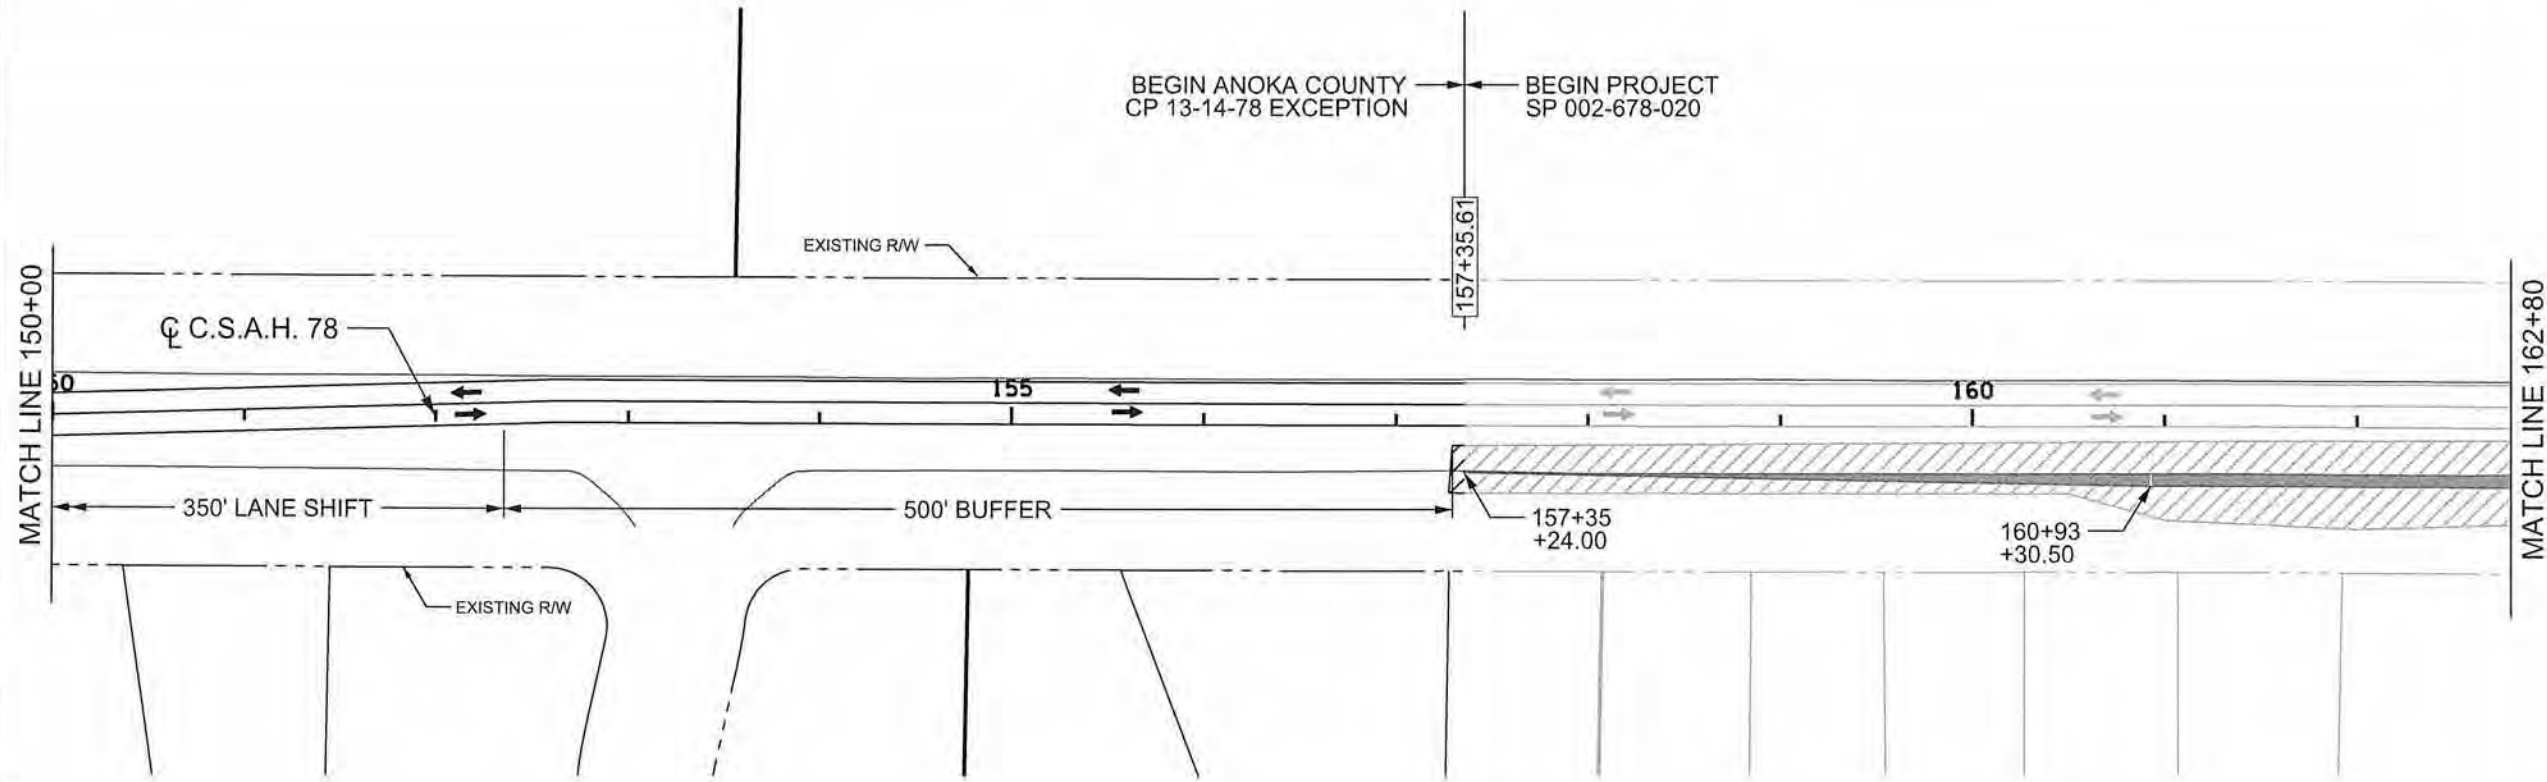 BEGIN ANOKA COUNTY
CP 13-14-78 EXCEPTION
BEGIN PROJECT
SP 002-678-020
157+35.61
EXISTING R/W
MATCH LINE 150+00
℄ C.S.A.H. 78
50
155
160
MATCH LINE 162+80
350' LANE SHIFT
500' BUFFER
157+35
+24.00
160+93
+30.50
EXISTING R/W